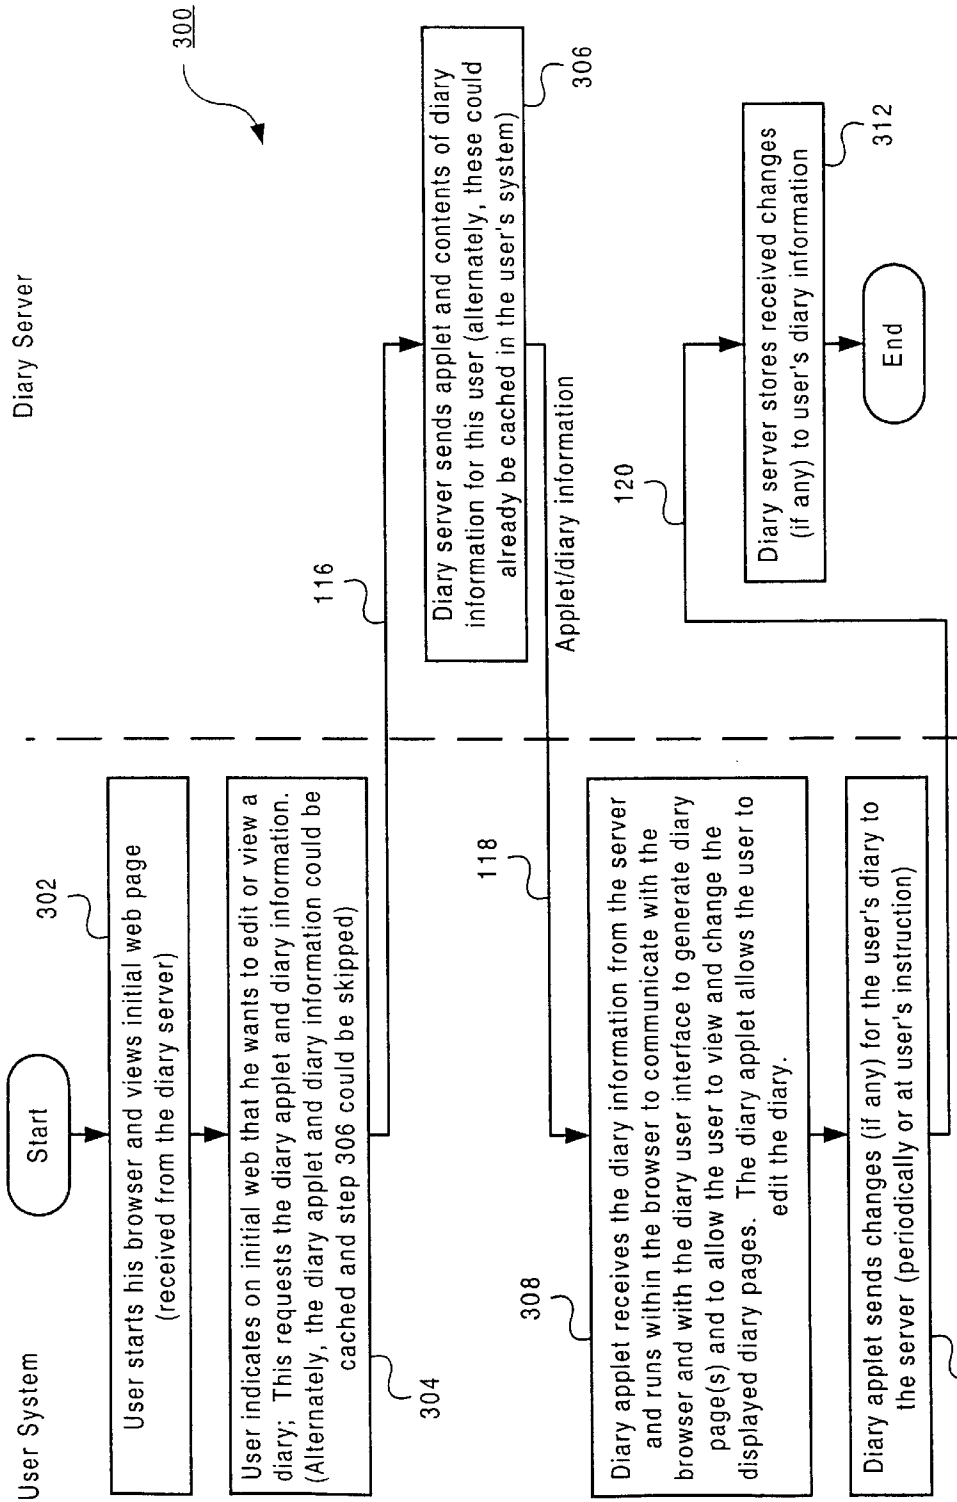 User System
Diary Server
300
Start
302
User starts his browser and views initial web page
(received from the diary server)
User indicates on initial web that he wants to edit or view a
diary; This requests the diary applet and diary information.
(Alternately, the diary applet and diary information could be
cached and step 306 could be skipped)
304
116
Diary server sends applet and contents of diary
information for this user (alternately, these could
already be cached in the user's system)
306
Applet/diary information
118
Diary applet receives the diary information from the server
and runs within the browser to communicate with the
browser and with the diary user interface to generate diary
page(s) and to allow the user to view and change the
displayed diary pages. The diary applet allows the user to
edit the diary.
308
Diary applet sends changes (if any) for the user's diary to
the server (periodically or at user's instruction)
120
Diary server stores received changes
(if any) to user's diary information
312
End